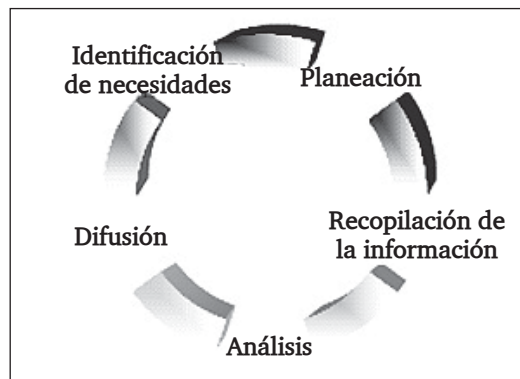 Identificación
de necesidades
Planeación
Recopilación de
la información
Análisis
Difusión